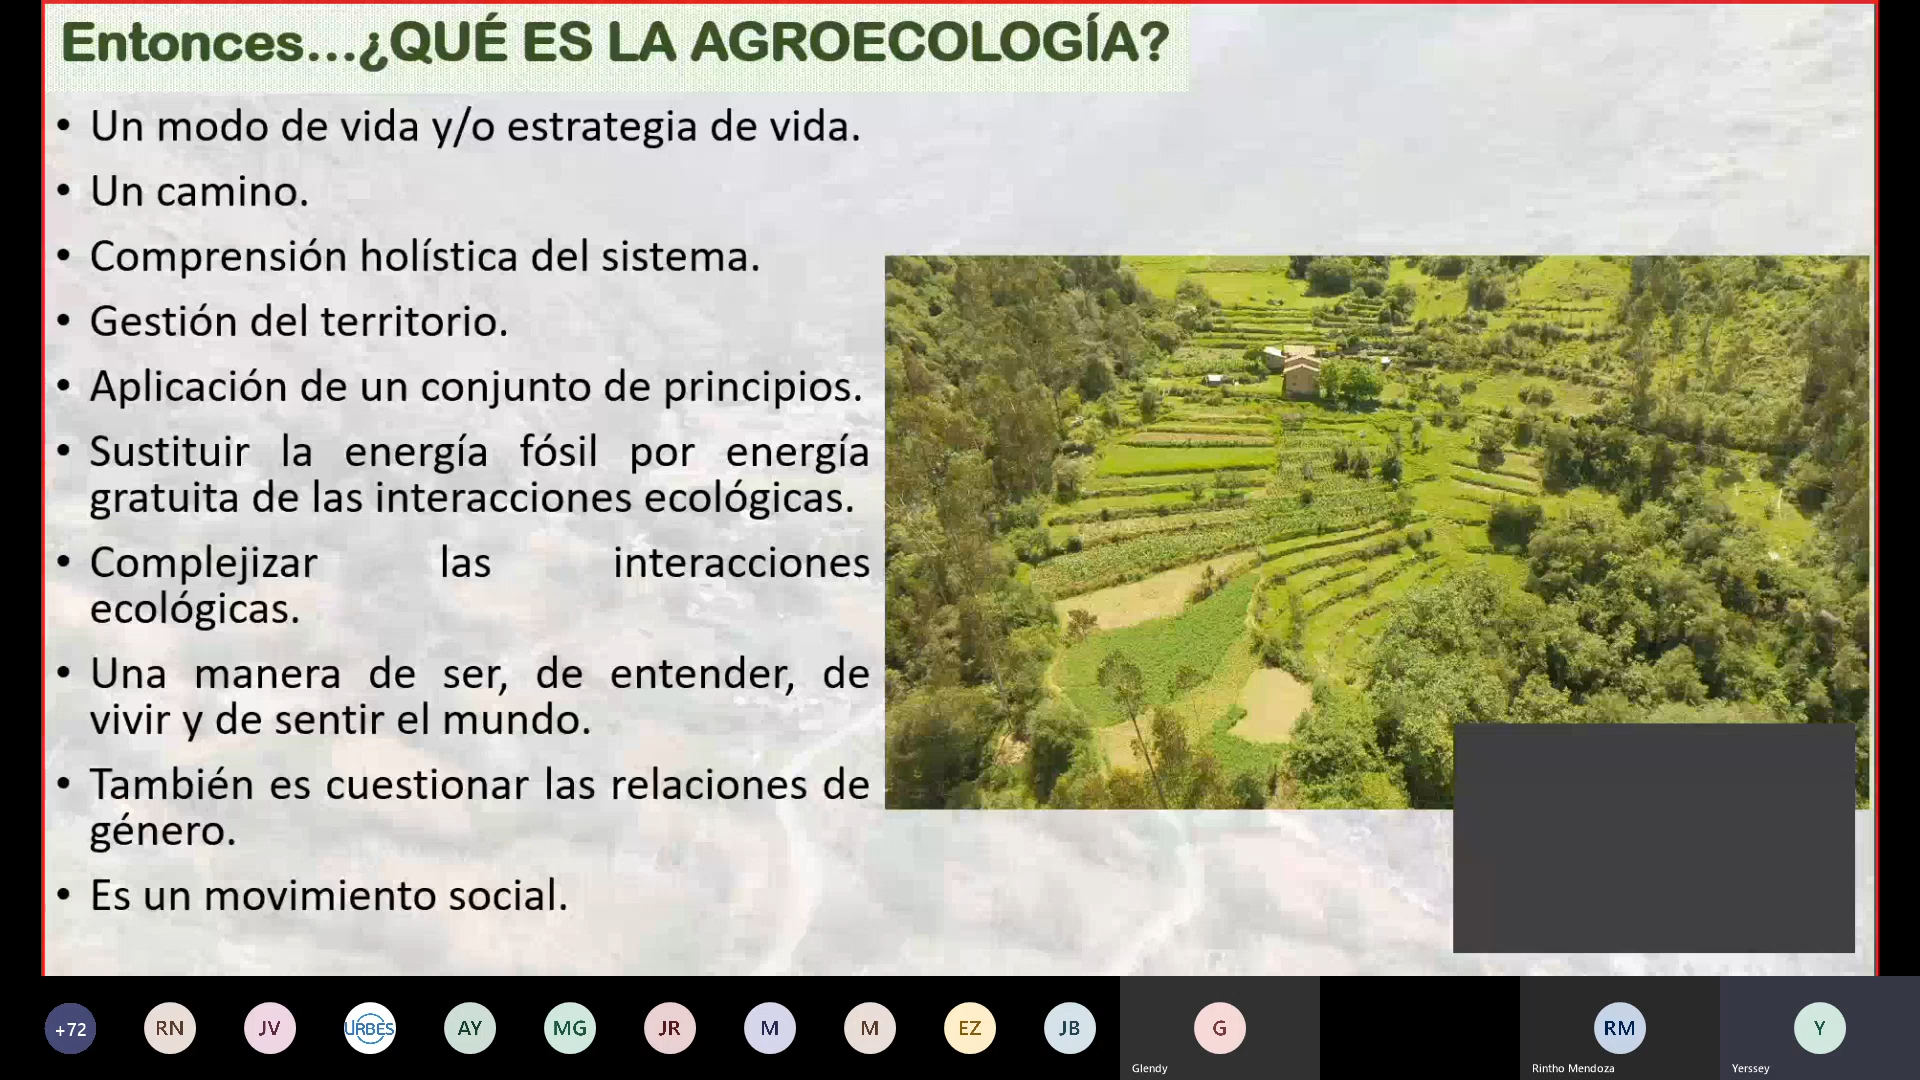 Entonces...¿QUÉ ES LA AGROECOLOGÍA?
• Un modo de vida y/o estrategia de vida.
• Un camino.
• Comprensión holística del sistema.
• Gestión del territorio.
• Aplicación de un conjunto de principios.
• Sustituir la energía fósil por energía
gratuita de las interacciones ecológicas.
• Complejizar las interacciones
ecológicas.
• Una manera de ser, de entender, de
vivir y de sentir el mundo.
• También es cuestionar las relaciones de
género.
• Es un movimiento social.
+72 RN JV URBES AY MG JR M M EZ JB G RM Y
Glendy Rintho Mendoza Yerssey